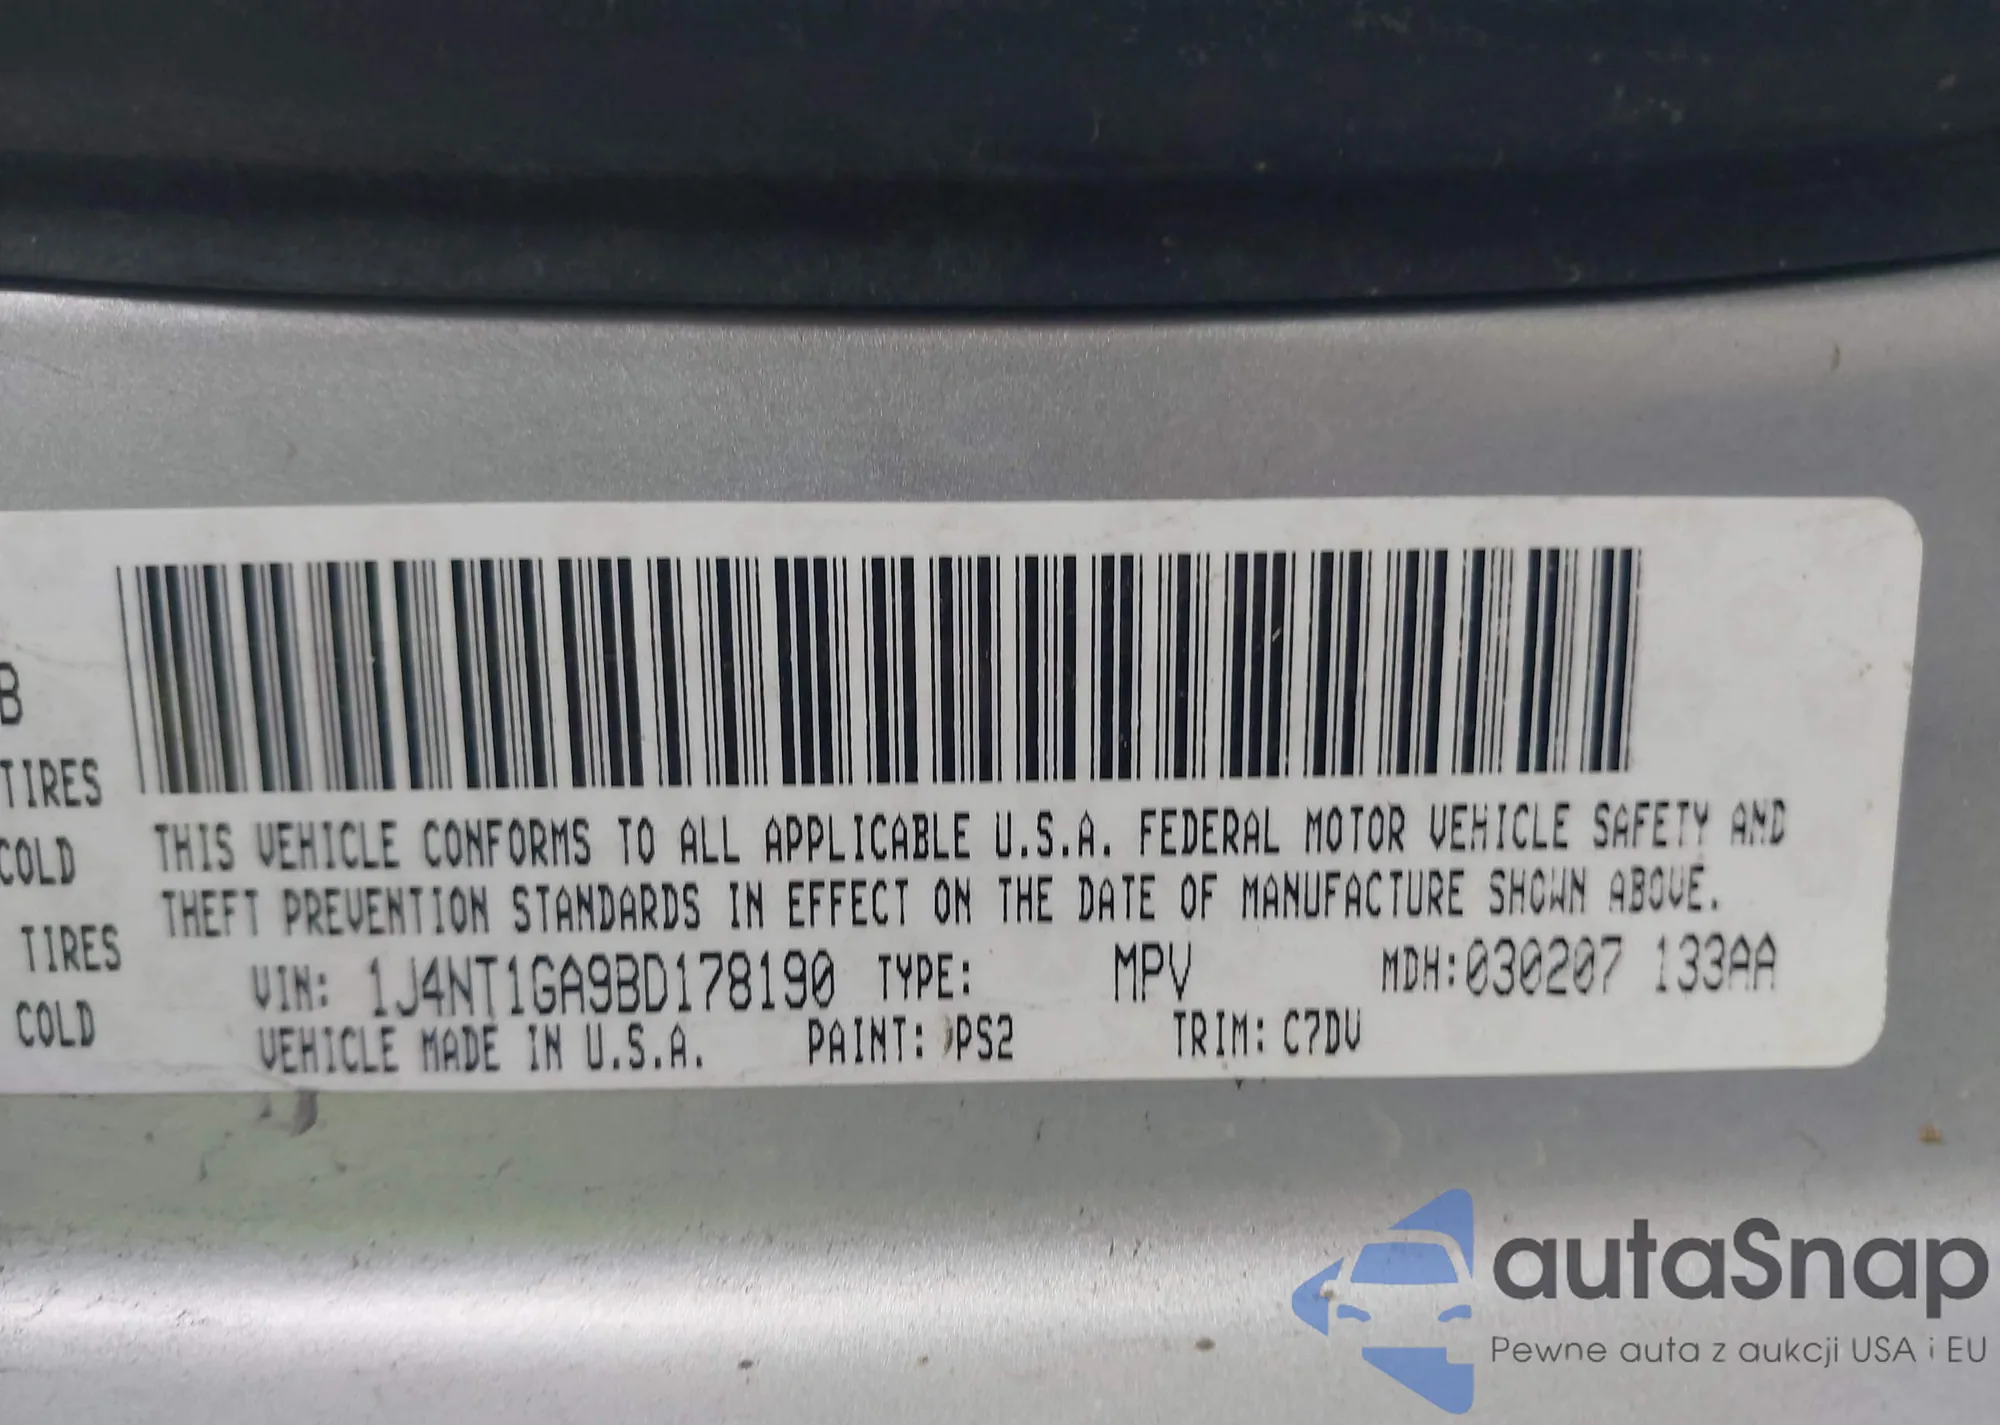 B
TIRES
COLD
TIRES
COLD
THIS VEHICLE CONFORMS TO ALL APPLICABLE U.S.A. FEDERAL MOTOR VEHICLE SAFETY AND
THEFT PREVENTION STANDARDS IN EFFECT ON THE DATE OF MANUFACTURE SHOWN ABOVE.
VIN: 1J4NT1GA9BD178190 TYPE: MPV MDH:030207 133AA
VEHICLE MADE IN U.S.A. PAINT: PS2 TRIM: C7DV
autaSnap
Pewne auta z aukcji USA i EU